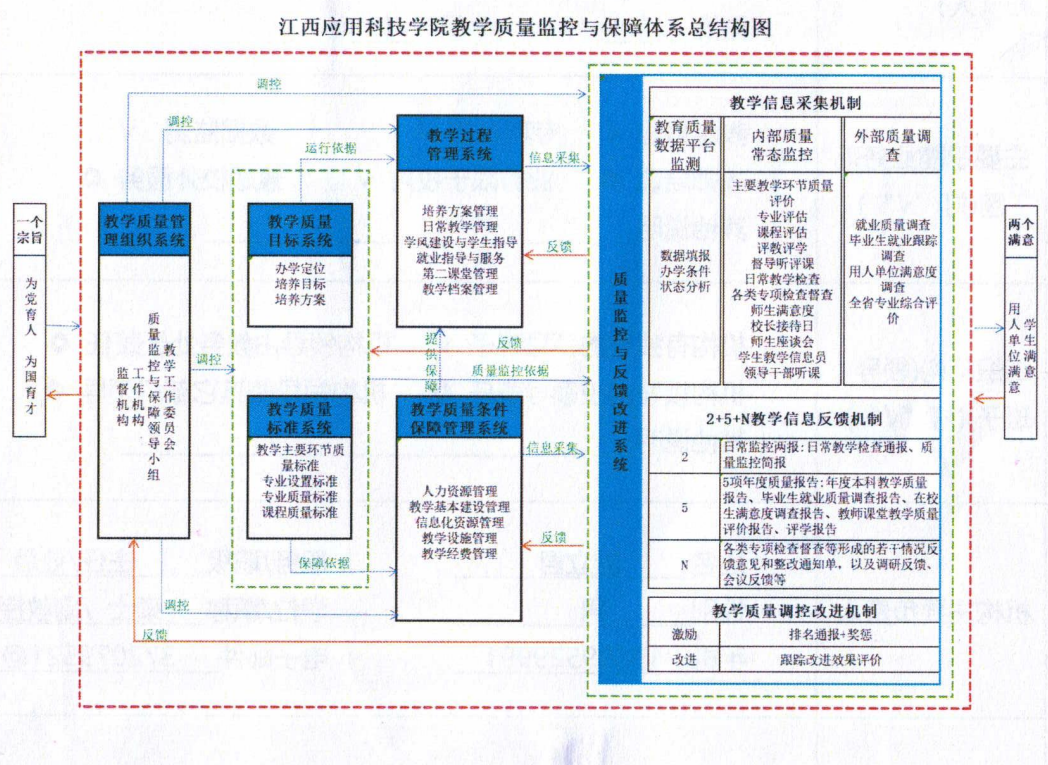 江西应用科技学院教学质量监控与保障体系总结构图
一个
宗旨
为党育人 为国育才
教学质量管
理组织系统
教学工作委员会
质量监控与保障领导小组
工作机构
监督机构
调控
调控
运行依据
教学质量
目标系统
办学定位
培养目标
培养方案
调控
教学质量
标准系统
教学主要环节质
量标准
专业设置标准
专业质量标准
课程质量标准
保障依据
调控
反馈
教学过程
管理系统
培养方案管理
日常教学管理
学风建设与学生指导
就业指导与服务
第二课堂管理
教学档案管理
信息采集
反馈
提供保障
反馈
质量监控依据
教学质量条件
保障管理系统
人力资源管理
教学基本建设管理
信息化资源管理
教学设施管理
教学经费管理
信息采集
反馈
质量监控与反馈改进系统
教学信息采集机制
教育质量
数据平台
监测
数据填报
办学条件
状态分析
内部质量
常态监控
主要教学环节质量
评价
专业评估
课程评估
评教评学
督导听评课
日常教学检查
各类专项检查督查
师生满意度
校长接待日
师生座谈会
学生教学信息员
领导干部听课
外部质量调
查
就业质量调查
毕业生就业跟踪
调查
用人单位满意度
调查
全省专业综合评
价
2+5+N教学信息反馈机制
2
日常监控两报:日常教学检查通报、质
量监控简报
5
5项年度质量报告:年度本科教学质量
报告、毕业生就业质量调查报告、在校
生满意度调查报告、教师课堂教学质量
评价报告、评学报告
N
各类专项检查督查等形成的若干情况反
馈意见和整改通知单,以及调研反馈、
会议反馈等
教学质量调控改进机制
激励
排名通报+奖惩
改进
跟踪改进效果评价
两个
满意
学生满意
用人单位满意